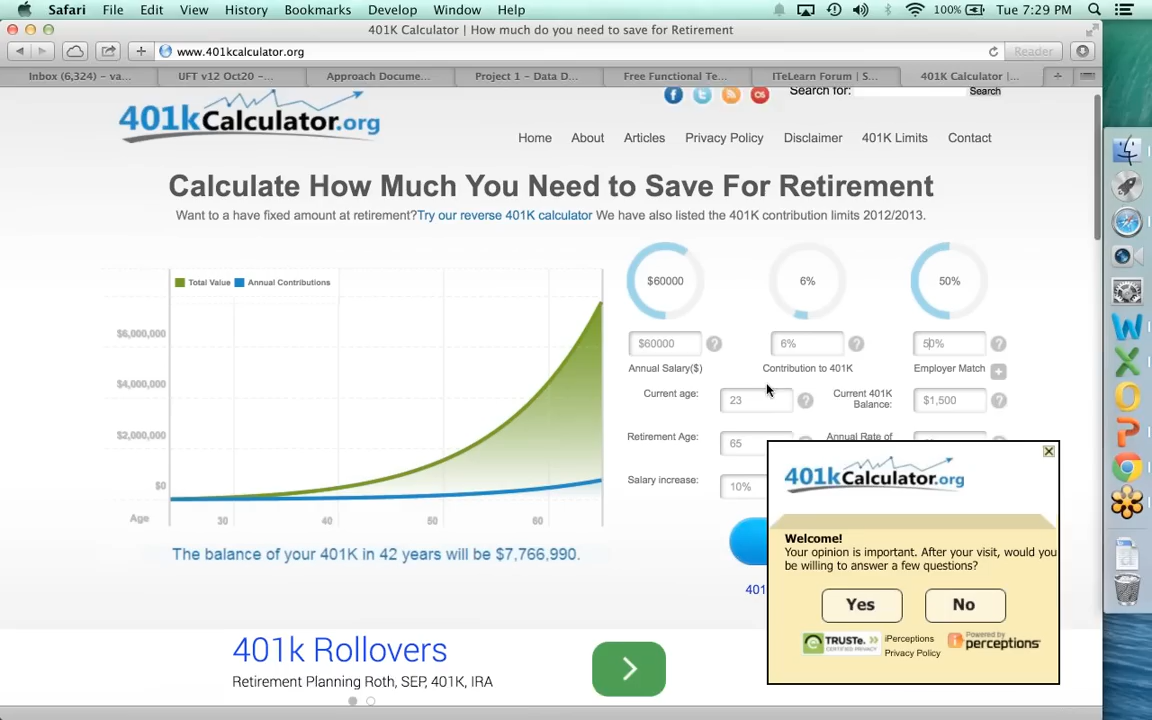 Safari File Edit View History Bookmarks Develop Window Help 100% Tue 7:29 PM
401K Calculator | How much do you need to save for Retirement
www.401kcalculator.org Reader
Inbox (6,324) – va... UFT v12 Oct20 – ... Approach Docume... Project 1 – Data D... Free Functional Te... ITeLearn Forum | S... 401K Calculator |...
401kCalculator.org
Search for: Search
Home About Articles Privacy Policy Disclaimer 401K Limits Contact
Calculate How Much You Need to Save For Retirement
Want to a have fixed amount at retirement?Try our reverse 401K calculator We have also listed the 401K contribution limits 2012/2013.
Total Value Annual Contributions
$6,000,000
$4,000,000
$2,000,000
$0
Age 30 40 50 60
The balance of your 401K in 42 years will be $7,766,990.
$60000 6% 50%
$60000 ? 6% ? 50% ?
Annual Salary($) Contribution to 401K Employer Match +
Current age: 23 ? Current 401K
Balance: $1,500 ?
Retirement Age: 65 Annual Rate of
Salary increase: 10%
401
401kCalculator.org
Welcome!
Your opinion is important. After your visit, would you
be willing to answer a few questions?
Yes No
TRUSTe
CERTIFIED PRIVACY
iPerceptions
Privacy Policy
Powered by
perceptions
401k Rollovers
Retirement Planning Roth, SEP, 401K, IRA